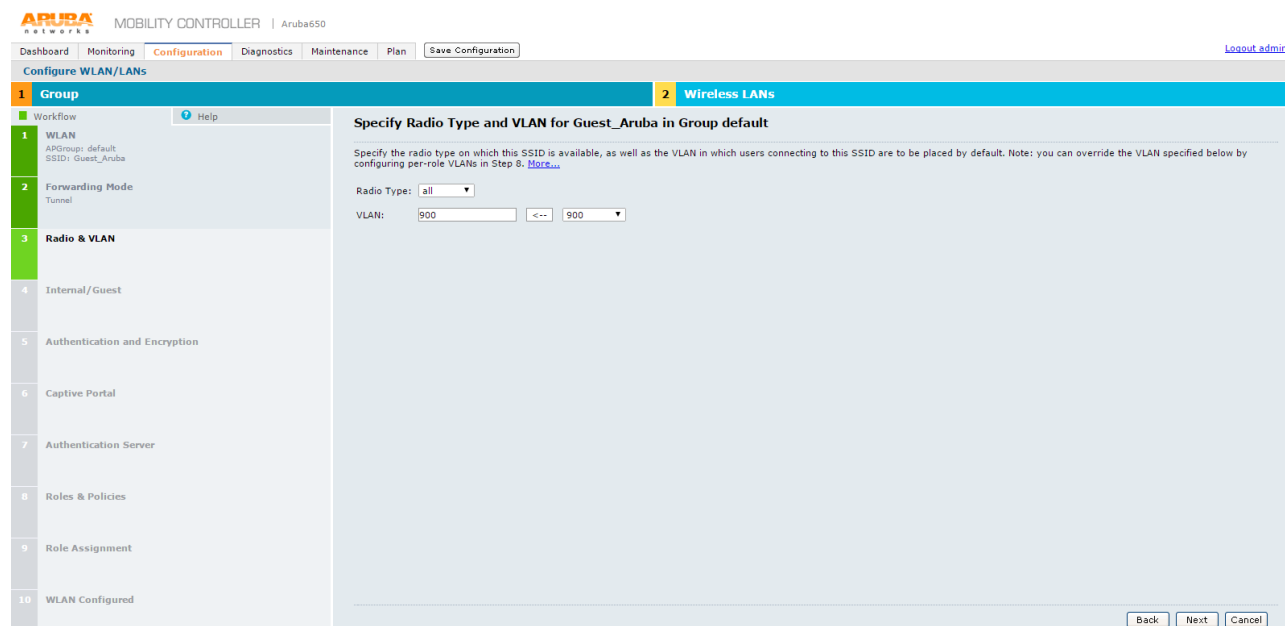 ARUBA networks MOBILITY CONTROLLER | Aruba650
Dashboard Monitoring Configuration Diagnostics Maintenance Plan Save Configuration Logout admin
Configure WLAN/LANs
1 Group 2 Wireless LANs
Workflow ? Help
1 WLAN
APGroup: default
SSID: Guest_Aruba
2 Forwarding Mode
Tunnel
3 Radio & VLAN
4 Internal/Guest
5 Authentication and Encryption
6 Captive Portal
7 Authentication Server
8 Roles & Policies
9 Role Assignment
10 WLAN Configured
Specify Radio Type and VLAN for Guest_Aruba in Group default
Specify the radio type on which this SSID is available, as well as the VLAN in which users connecting to this SSID are to be placed by default. Note: you can override the VLAN specified below by
configuring per-role VLANs in Step 8. More...
Radio Type: all
VLAN: 900 <-- 900
Back Next Cancel